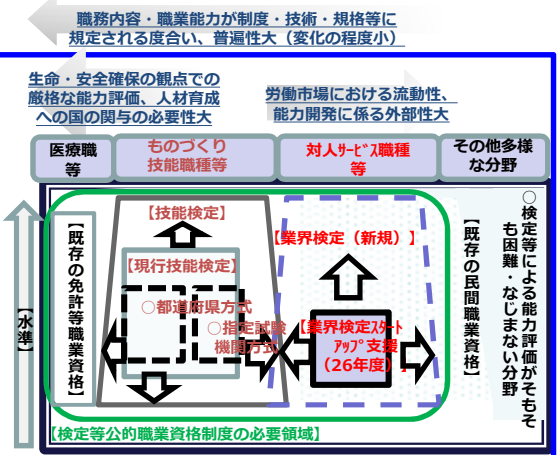 職務内容・職業能力が制度・技術・規格等に
規定される度合い、普遍性大（変化の程度小）
生命・安全確保の観点での
厳格な能力評価、人材育成
への国の関与の必要性大
労働市場における流動性、
能力開発に係る外部性大
医療職
等
ものづくり
技能職種等
対人ｻｰﾋﾞｽ職種
等
その他多様
な分野
【水準】
【既存の免許等職業資格】
【技能検定】
【現行技能検定】
○都道府県方式
○指定試験
機関方式
【業界検定（新規）】
【業界検定ｽﾀｰﾄ
ｱｯﾌﾟ支援
（26年度）】
【既存の民間職業資格】
○検定等による能力評価がそもそ
も困難・なじまない分野
【検定等公的職業資格制度の必要領域】